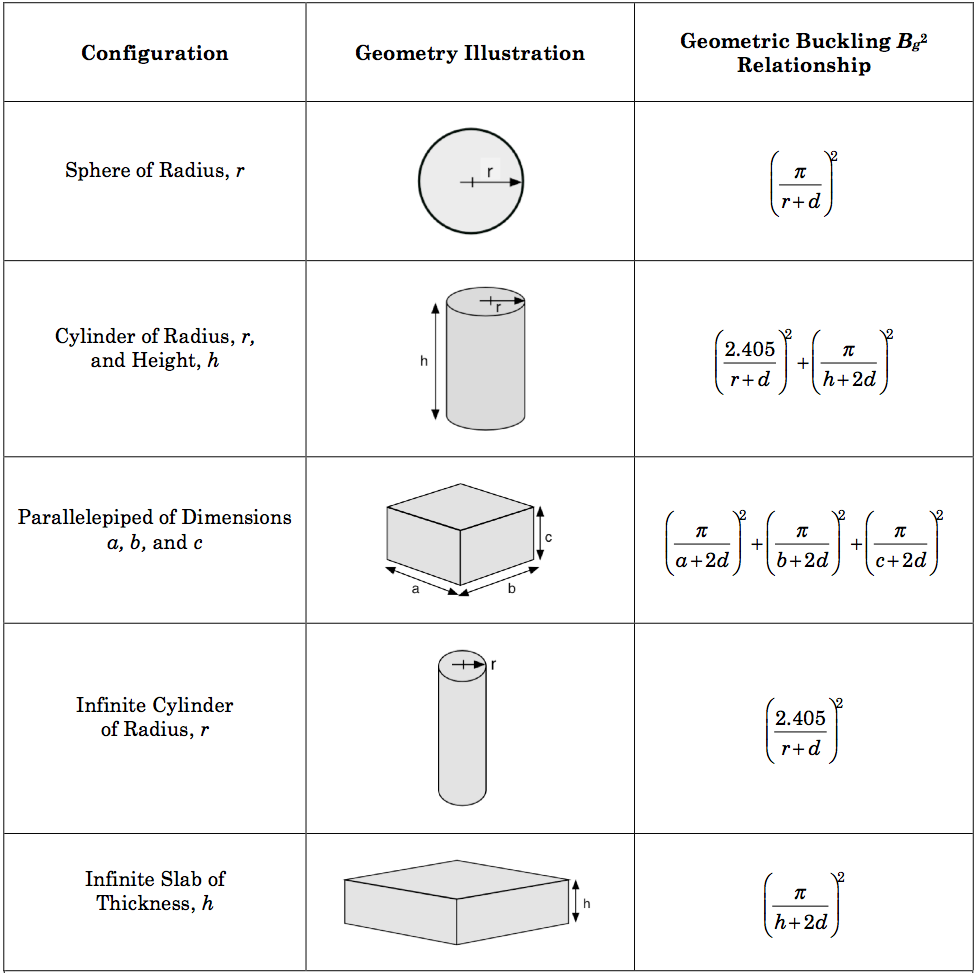 Configuration
Geometry Illustration
Geometric Buckling B_g²
Relationship
Sphere of Radius, r
r
(π/(r+d))²
Cylinder of Radius, r,
and Height, h
r
h
(2.405/(r+d))² + (π/(h+2d))²
Parallelepiped of Dimensions
a, b, and c
c
a
b
(π/(a+2d))² + (π/(b+2d))² + (π/(c+2d))²
Infinite Cylinder
of Radius, r
r
(2.405/(r+d))²
Infinite Slab of
Thickness, h
h
(π/(h+2d))²